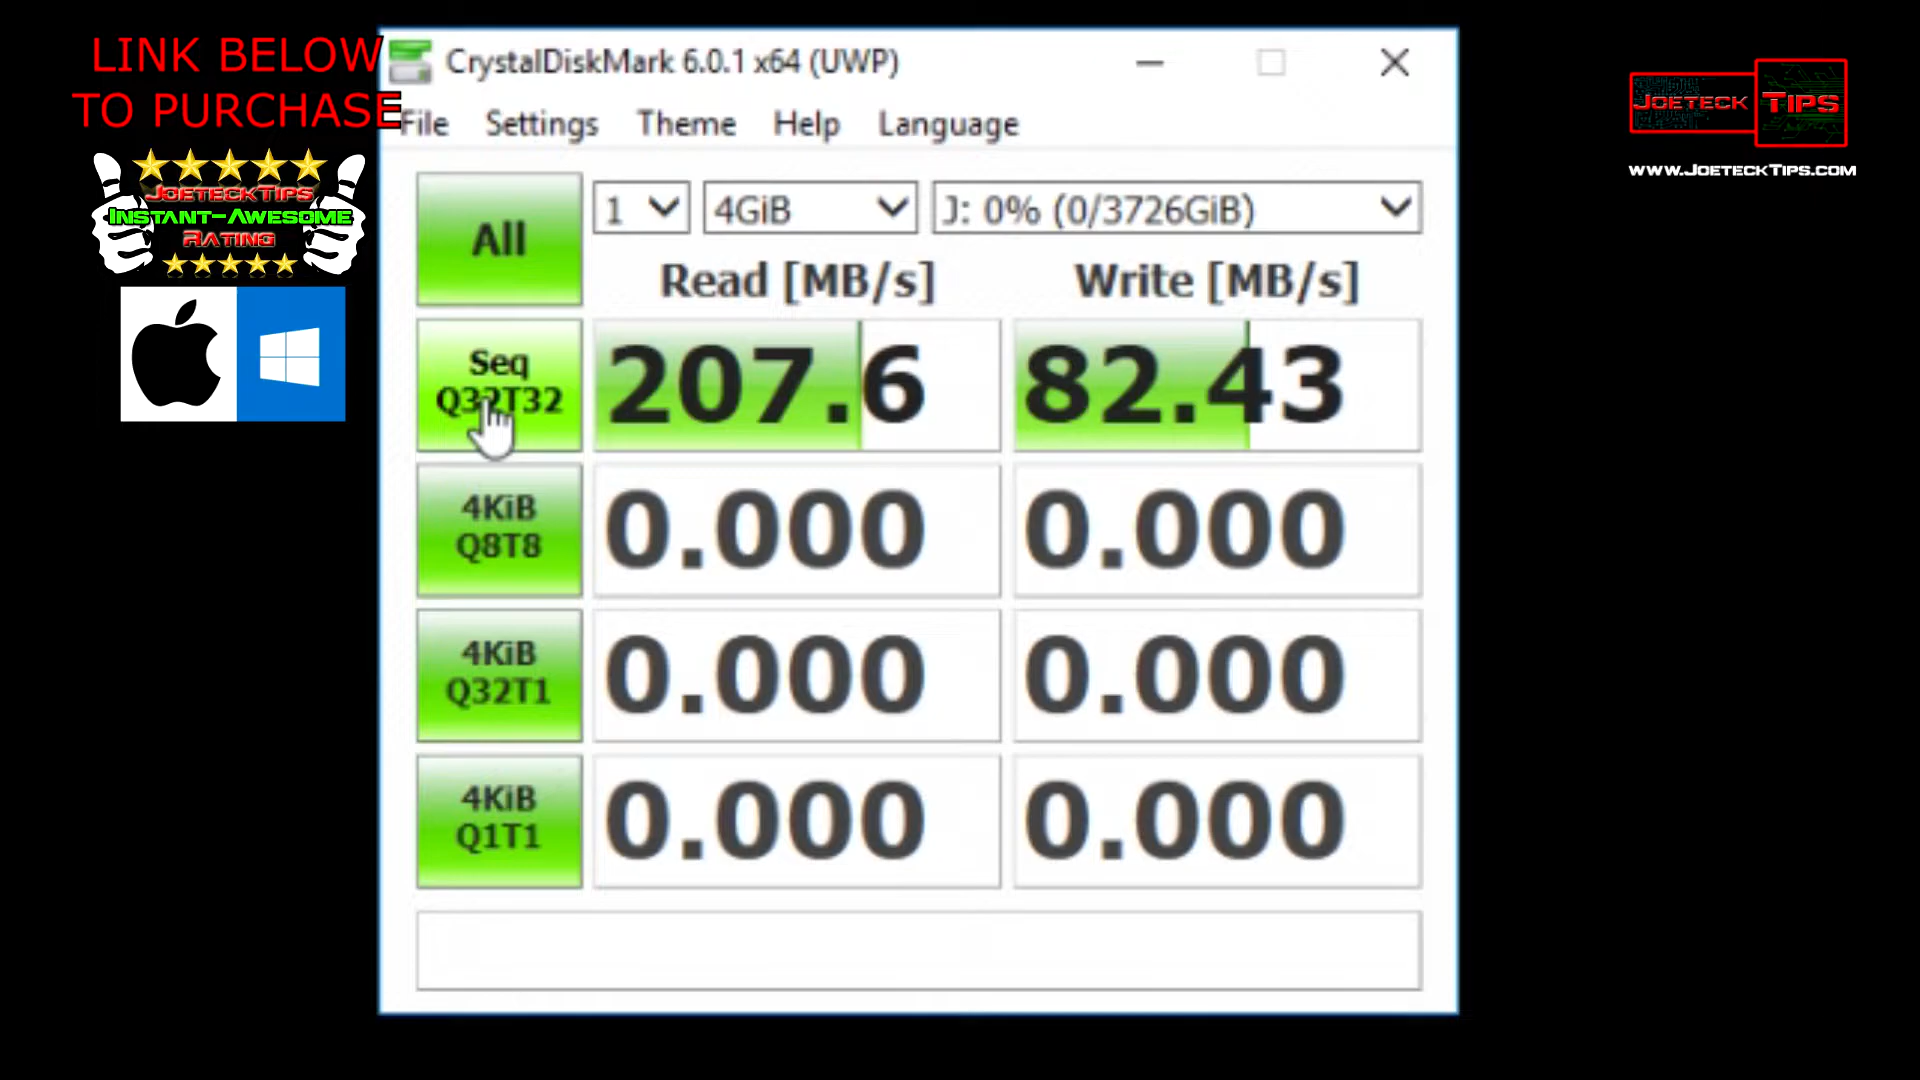 LINK BELOW
TO PURCHASE
JOETECKTIPS
INSTANT-AWESOME
RATING
CrystalDiskMark 6.0.1 x64 (UWP)
File Settings Theme Help Language
All
1 4GiB J: 0% (0/3726GiB)
Read [MB/s] Write [MB/s]
Seq
Q32T32
207.6 82.43
4KiB
Q8T8
0.000 0.000
4KiB
Q32T1
0.000 0.000
4KiB
Q1T1
0.000 0.000
JOETECK TIPS
www.JoeteckTips.com